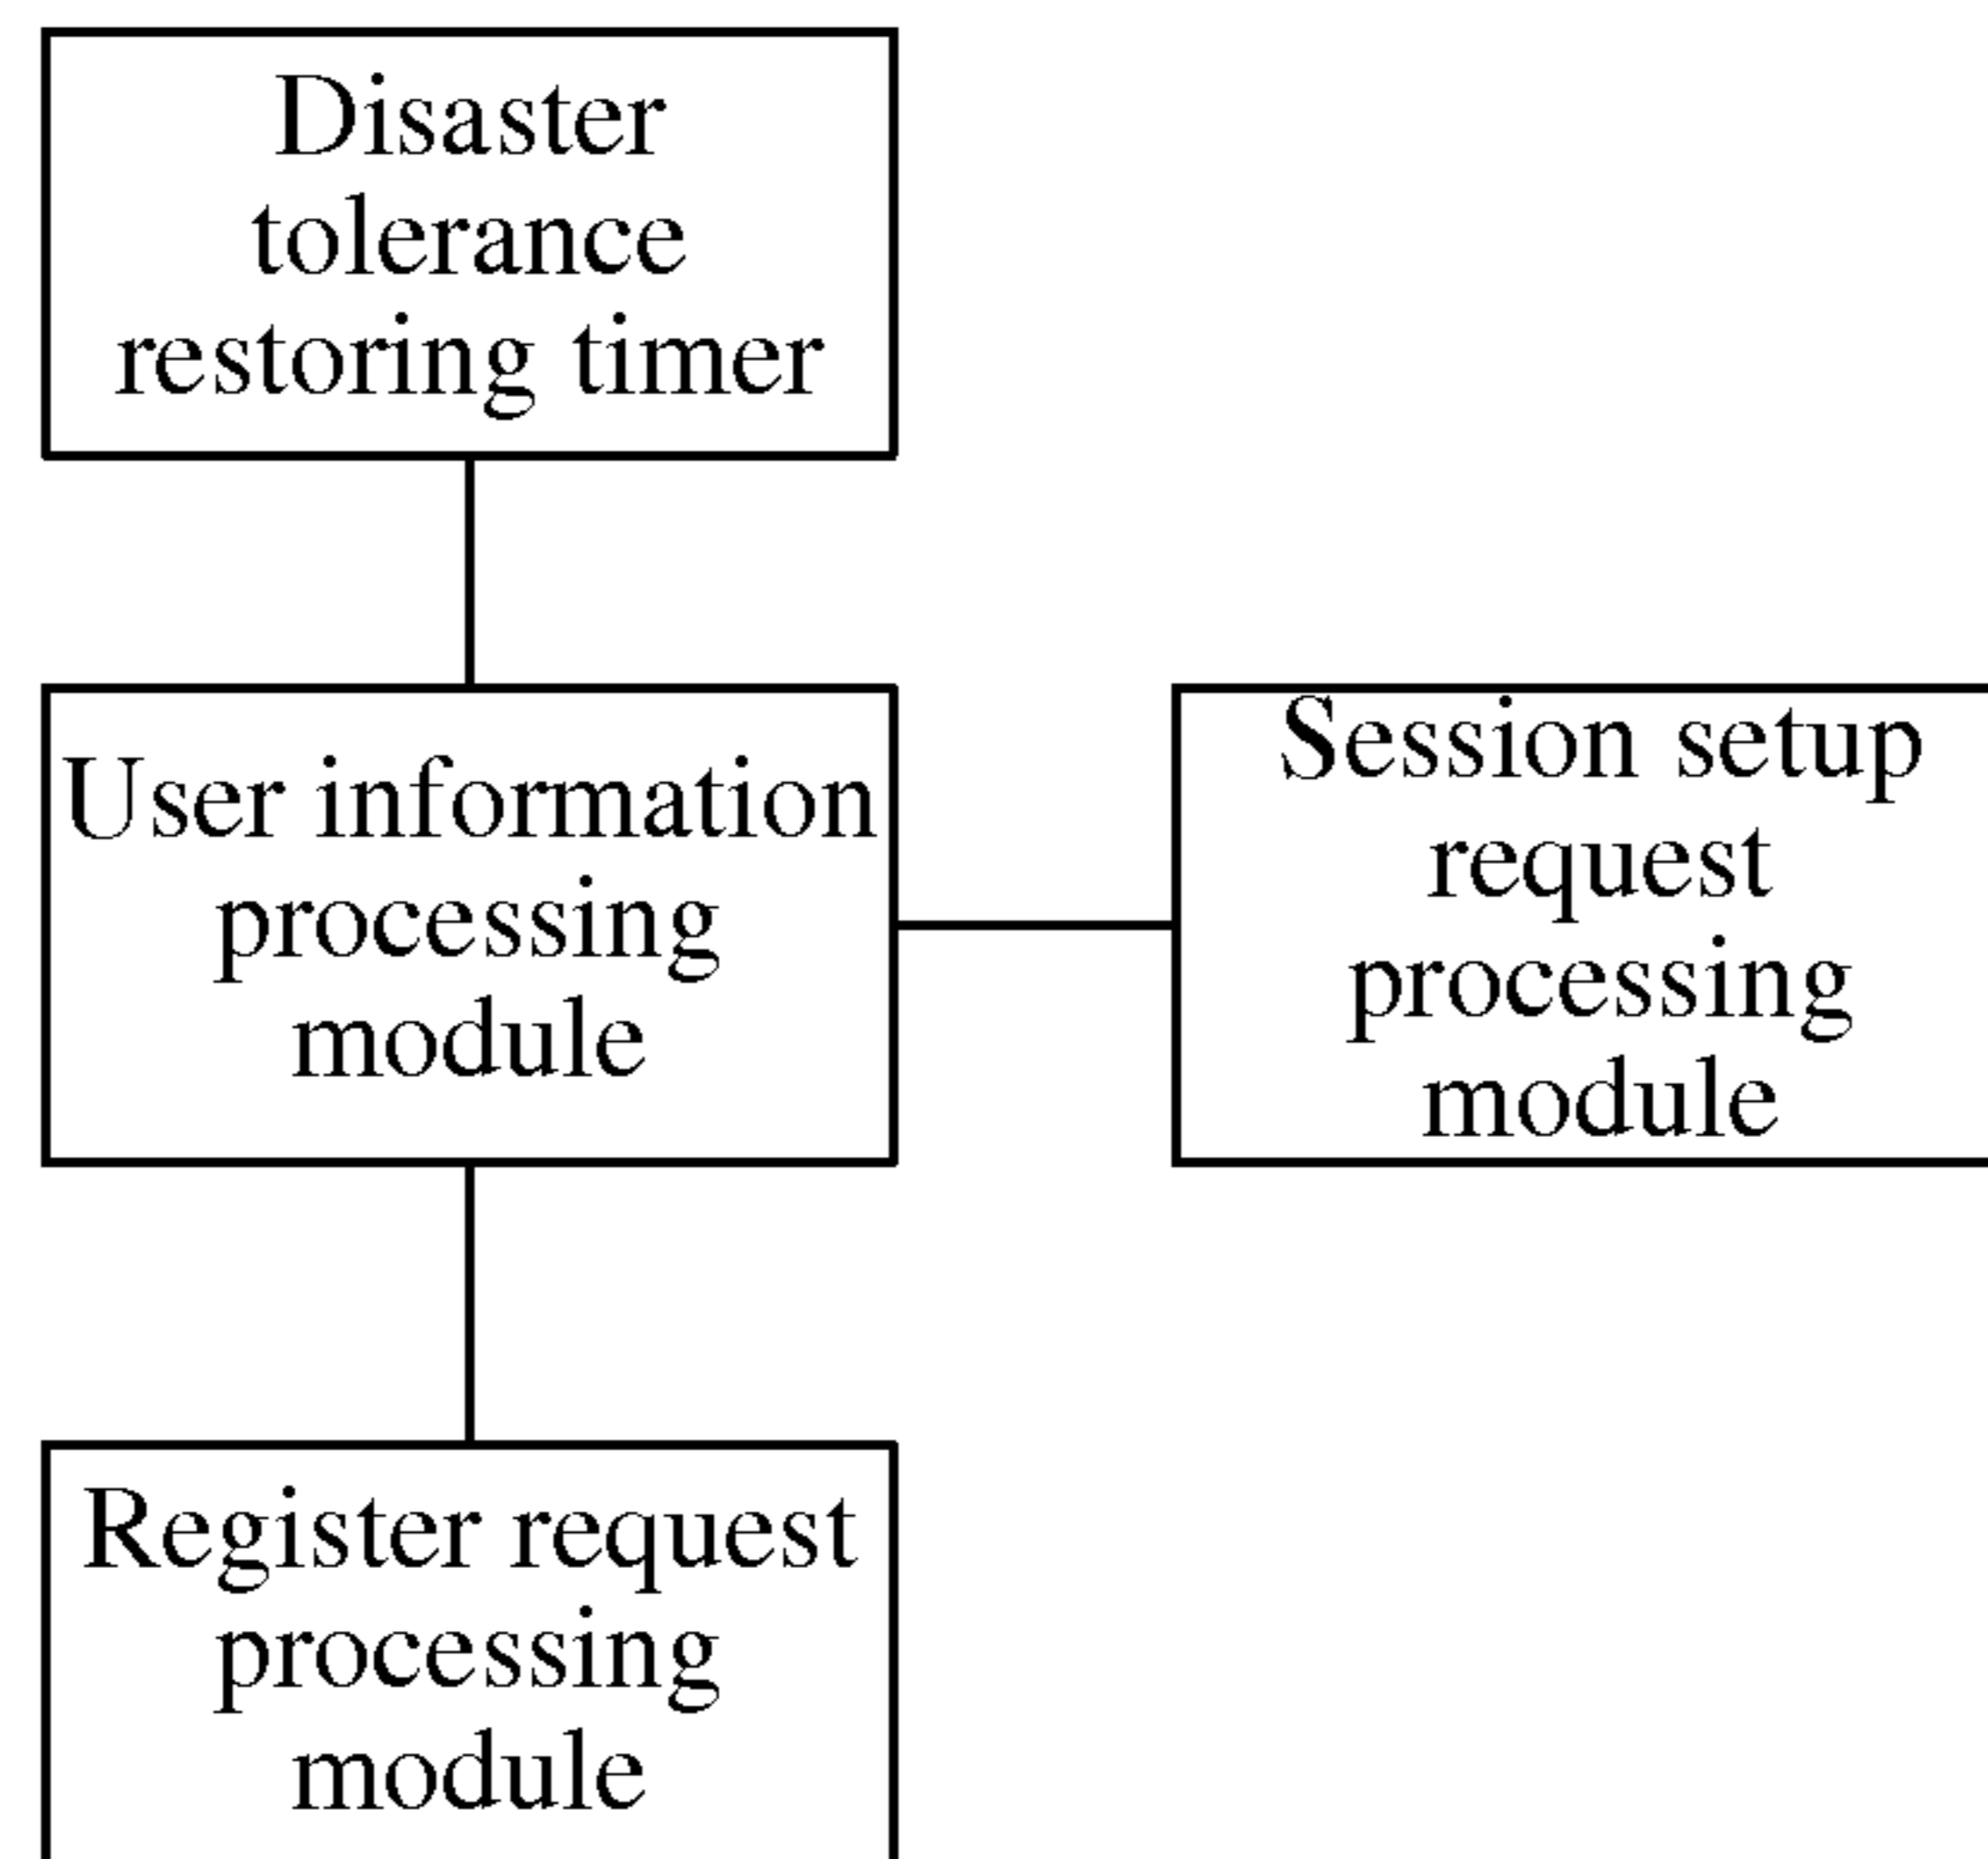 Disaster
tolerance
restoring timer
User information
processing
module
Session setup
request
processing
module
Register request
processing
module